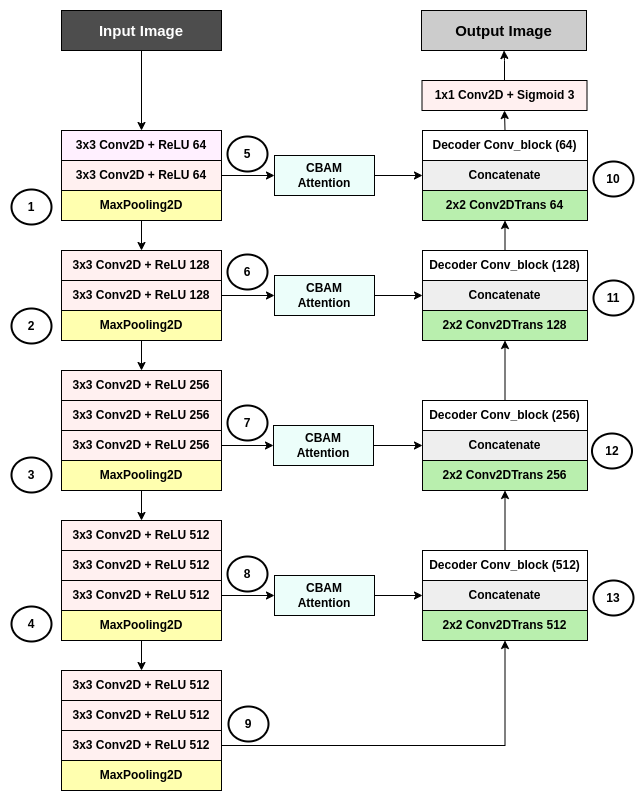 Input Image
Output Image
1x1 Conv2D + Sigmoid 3
3x3 Conv2D + ReLU 64
3x3 Conv2D + ReLU 64
MaxPooling2D
1
5
CBAM
Attention
Decoder Conv_block (64)
Concatenate
2x2 Conv2DTrans 64
10
3x3 Conv2D + ReLU 128
3x3 Conv2D + ReLU 128
MaxPooling2D
2
6
CBAM
Attention
Decoder Conv_block (128)
Concatenate
2x2 Conv2DTrans 128
11
3x3 Conv2D + ReLU 256
3x3 Conv2D + ReLU 256
3x3 Conv2D + ReLU 256
MaxPooling2D
3
7
CBAM
Attention
Decoder Conv_block (256)
Concatenate
2x2 Conv2DTrans 256
12
3x3 Conv2D + ReLU 512
3x3 Conv2D + ReLU 512
3x3 Conv2D + ReLU 512
MaxPooling2D
4
8
CBAM
Attention
Decoder Conv_block (512)
Concatenate
2x2 Conv2DTrans 512
13
3x3 Conv2D + ReLU 512
3x3 Conv2D + ReLU 512
3x3 Conv2D + ReLU 512
MaxPooling2D
9